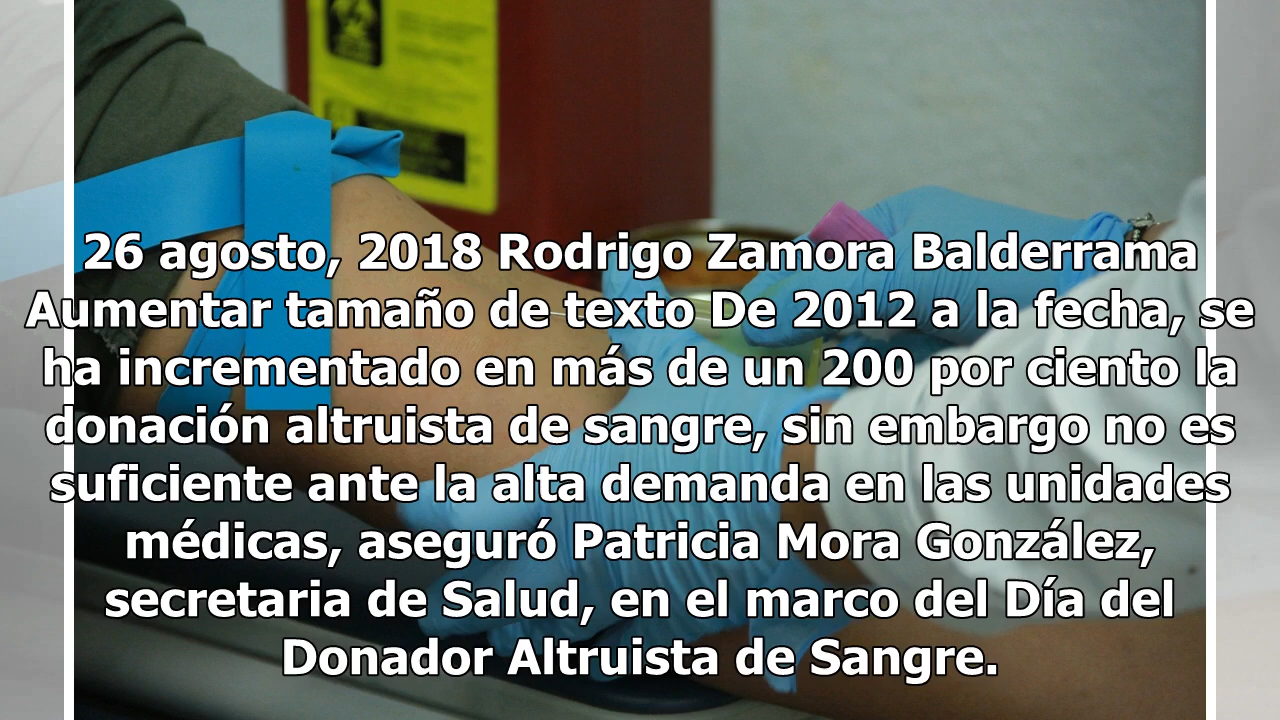 26 agosto, 2018 Rodrigo Zamora Balderrama
Aumentar tamaño de texto De 2012 a la fecha, se
ha incrementado en más de un 200 por ciento la
donación altruista de sangre, sin embargo no es
suficiente ante la alta demanda en las unidades
médicas, aseguró Patricia Mora González,
secretaria de Salud, en el marco del Día del
Donador Altruista de Sangre.